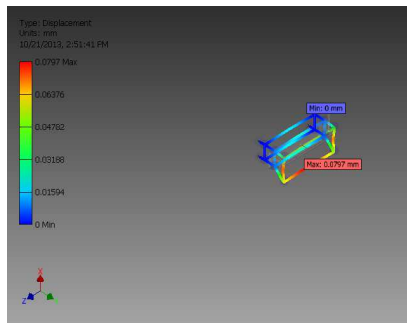 Type: Displacement
Units: mm
10/21/2013, 2:51:41 PM
0.0797 Max
0.06376
0.04782
0.03188
0.01594
0 Min
Min: 0 mm
Max: 0.0797 mm
X
Z